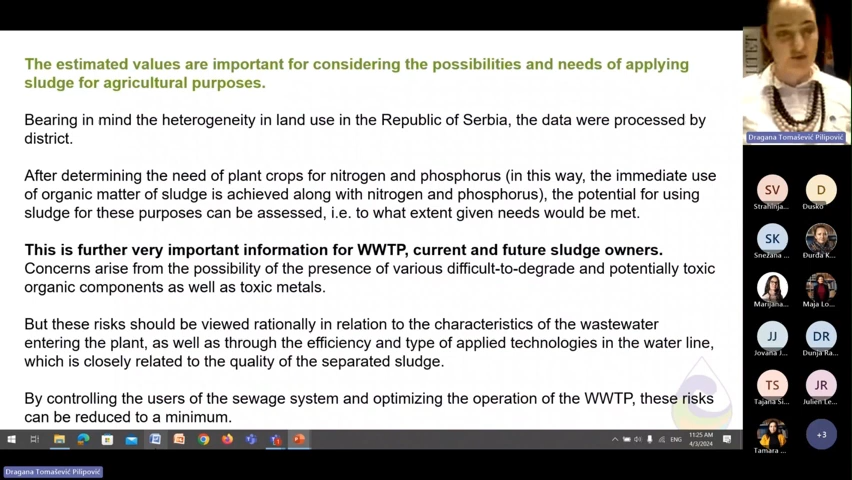 The estimated values are important for considering the possibilities and needs of applying
sludge for agricultural purposes.
Bearing in mind the heterogeneity in land use in the Republic of Serbia, the data were processed by
district.
After determining the need of plant crops for nitrogen and phosphorus (in this way, the immediate use
of organic matter of sludge is achieved along with nitrogen and phosphorus), the potential for using
sludge for these purposes can be assessed, i.e. to what extent given needs would be met.
This is further very important information for WWTP, current and future sludge owners.
Concerns arise from the possibility of the presence of various difficult-to-degrade and potentially toxic
organic components as well as toxic metals.
But these risks should be viewed rationally in relation to the characteristics of the wastewater
entering the plant, as well as through the efficiency and type of applied technologies in the water line,
which is closely related to the quality of the separated sludge.
By controlling the users of the sewage system and optimizing the operation of the WWTP, these risks
can be reduced to a minimum.
ENG
11:25 AM
4/3/2024
Dragana Tomašević Pilipović
Dragana Tomašević Pilipović
SV
D
Strahinja...
Dusko
SK
Snezana ...
Đurđa K...
Marijana...
Maja Lo...
JJ
DR
Jovana J...
Dunja Ra...
TS
JR
Tajana Si...
Julien Le...
Tamara ...
+3